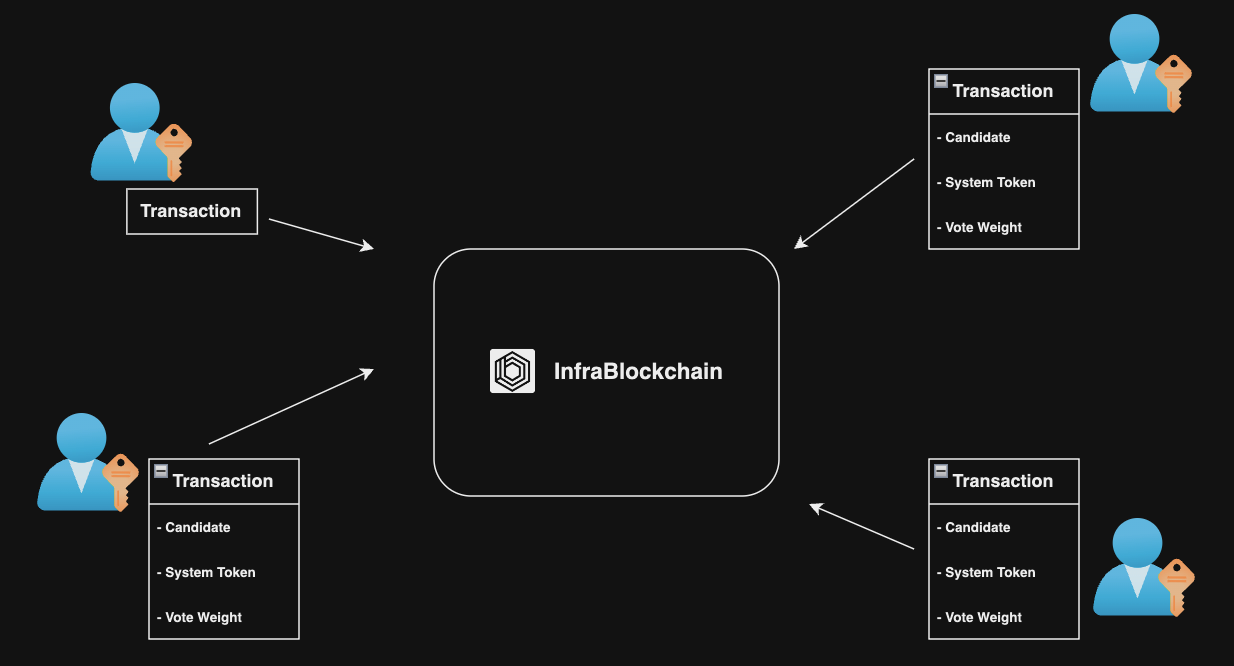 Transaction
Transaction
- Candidate
- System Token
- Vote Weight
InfraBlockchain
Transaction
- Candidate
- System Token
- Vote Weight
Transaction
- Candidate
- System Token
- Vote Weight